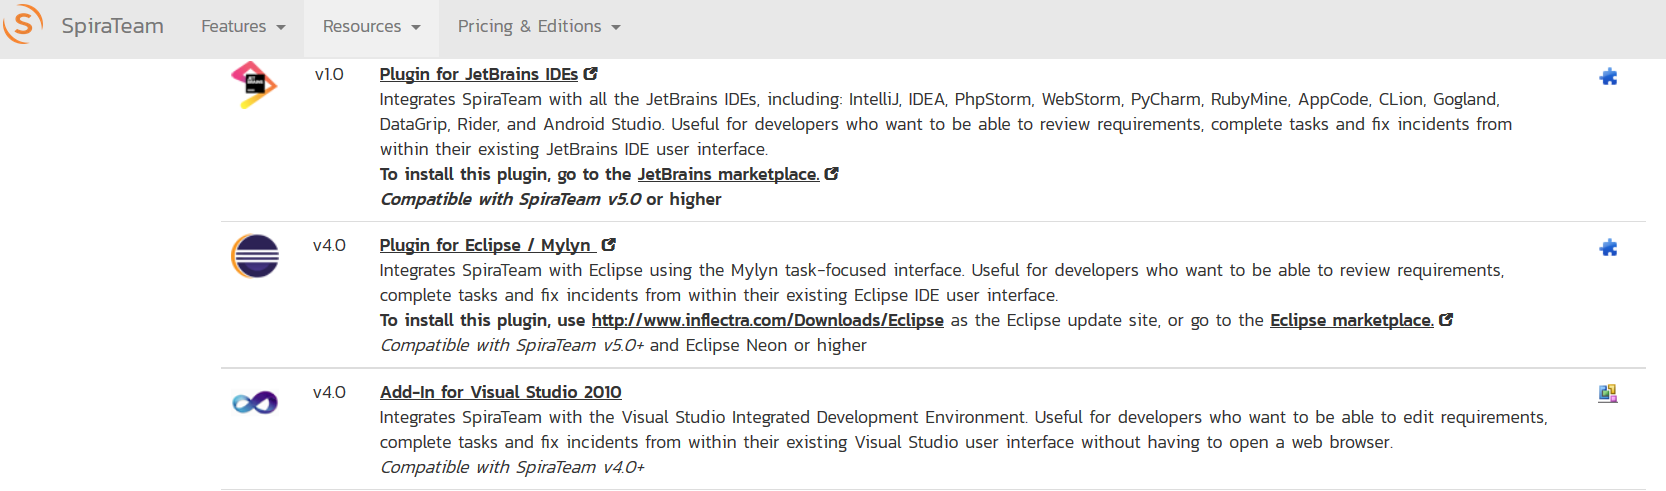 S SpiraTeam Features Resources Pricing & Editions
v1.0 Plugin for JetBrains IDEs
Integrates SpiraTeam with all the JetBrains IDEs, including: IntelliJ, IDEA, PhpStorm, WebStorm, PyCharm, RubyMine, AppCode, CLion, Gogland,
DataGrip, Rider, and Android Studio. Useful for developers who want to be able to review requirements, complete tasks and fix incidents from
within their existing JetBrains IDE user interface.
To install this plugin, go to the JetBrains marketplace.
Compatible with SpiraTeam v5.0 or higher
v4.0 Plugin for Eclipse / Mylyn
Integrates SpiraTeam with Eclipse using the Mylyn task-focused interface. Useful for developers who want to be able to review requirements,
complete tasks and fix incidents from within their existing Eclipse IDE user interface.
To install this plugin, use http://www.inflectra.com/Downloads/Eclipse as the Eclipse update site, or go to the Eclipse marketplace.
Compatible with SpiraTeam v5.0+ and Eclipse Neon or higher
v4.0 Add-In for Visual Studio 2010
Integrates SpiraTeam with the Visual Studio Integrated Development Environment. Useful for developers who want to be able to edit requirements,
complete tasks and fix incidents from within their existing Visual Studio user interface without having to open a web browser.
Compatible with SpiraTeam v4.0+